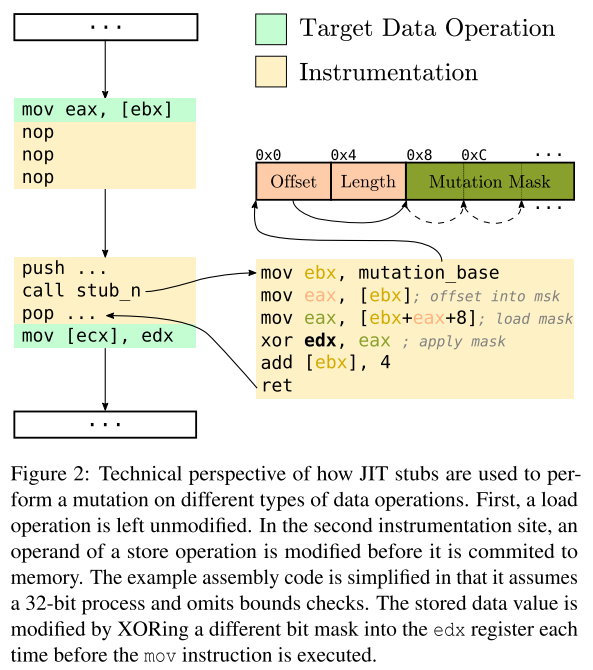 ...
Target Data Operation
Instrumentation
mov eax, [ebx]
nop
nop
nop
0x0 0x4 0x8 0xC ...
Offset Length Mutation Mask
...
push ...
call stub_n
pop ...
mov [ecx], edx
mov ebx, mutation_base
mov eax, [ebx]; offset into msk
mov eax, [ebx+eax+8]; load mask
xor edx, eax ; apply mask
add [ebx], 4
ret
...
Figure 2: Technical perspective of how JIT stubs are used to per-
form a mutation on different types of data operations. First, a load
operation is left unmodified. In the second instrumentation site, an
operand of a store operation is modified before it is commited to
memory. The example assembly code is simplified in that it assumes
a 32-bit process and omits bounds checks. The stored data value is
modified by XORing a different bit mask into the edx register each
time before the mov instruction is executed.